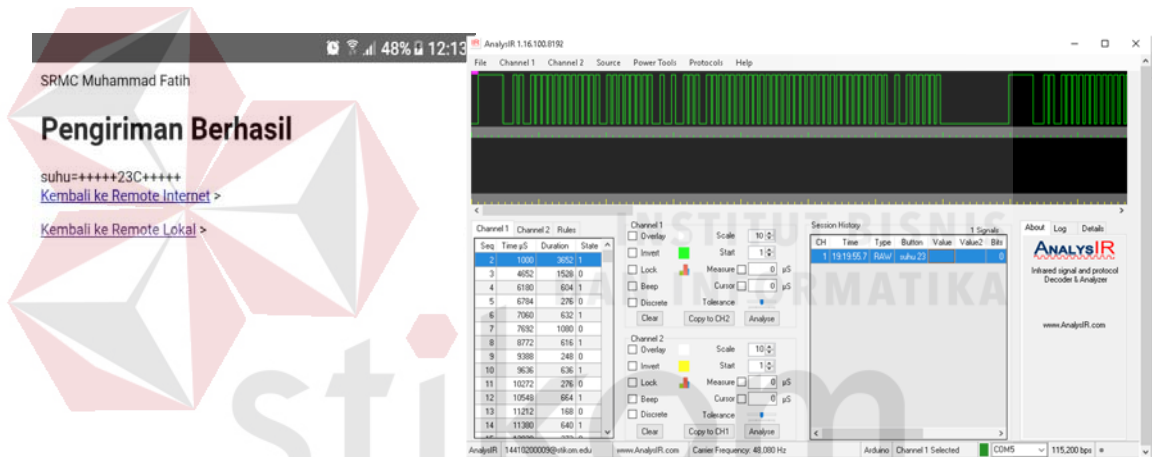 48% 12:13
SRMC Muhammad Fatih
Pengiriman Berhasil
suhu=+++++23C+++++
Kembali ke Remote Internet >
Kembali ke Remote Lokal >
AnalysIR 1.16.100.8192
File Channel 1 Channel 2 Source Power Tools Protocols Help
Channel 1 Channel 2 Rules
Seq Time µS Duration State
2 1000 3652 1
3 4652 1528 0
4 6180 604 1
5 6784 276 0
6 7060 632 1
7 7692 1080 0
8 8772 616 1
9 9388 248 0
10 9636 636 1
11 10272 276 0
12 10548 664 1
13 11212 168 0
14 11380 640 1
Channel 1
Overlay Scale 10
Invert Start 1
Lock Measure 0 µS
Beep Cursor 0 µS
Discrete Tolerance
Clear Copy to CH2 Analyse
Channel 2
Overlay Scale 10
Invert Start 1
Lock Measure 0 µS
Beep Cursor 0 µS
Discrete Tolerance
Clear Copy to CH1 Analyse
Session History 1 Signals
CH Time Type Button Value Value2 Bits
1 19:19:55.7 RAW suhu 23 0
About Log Details
ANALYSIR
Infrared signal and protocol
Decoder & Analyzer
www.AnalysIR.com
AnalysIR 14410200009@stikom.edu www.AnalysIR.com Carrier Frequency: 48,080 Hz Arduino Channel 1 Selected COM5 115,200 bps
INSTITUT BISNIS
DAN INFORMATIKA
stikom